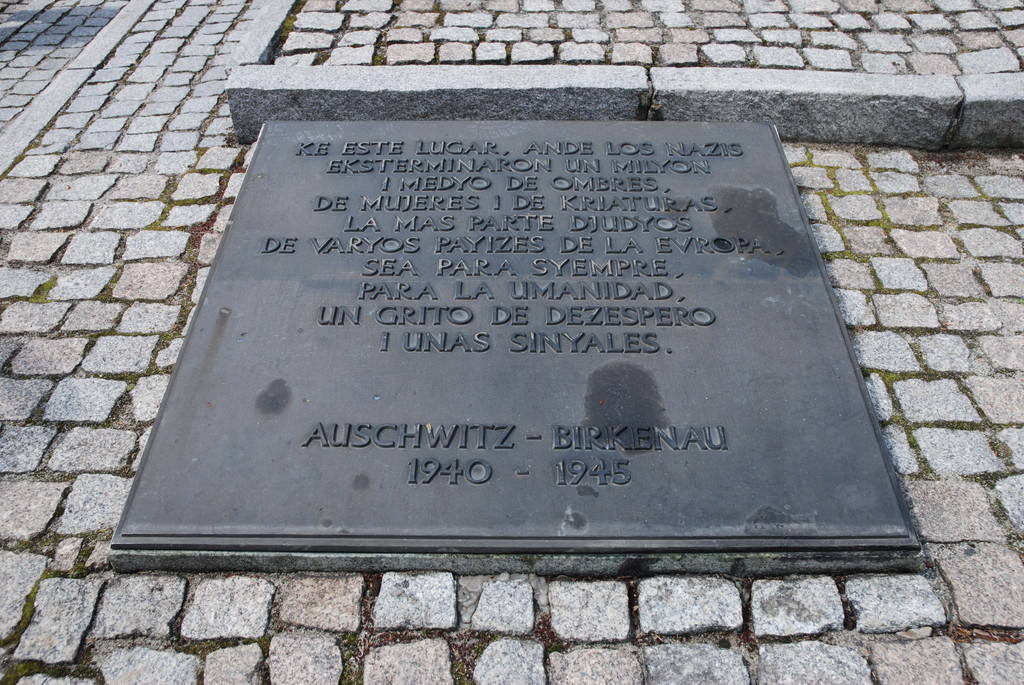 KE ESTE LUGAR, ANDE LOS NAZIS
EKSTERMINARON UN MILYON
I MEDYO DE OMBRES,
DE MUJERES I DE KRIATURAS,
LA MAS PARTE DJUDYOS
DE VARYOS PAYIZES DE LA EVROPA,
SEA PARA SYEMPRE,
PARA LA UMANIDAD,
UN GRITO DE DEZESPERO
I UNAS SINYALES.
AUSCHWITZ - BIRKENAU
1940 - 1945